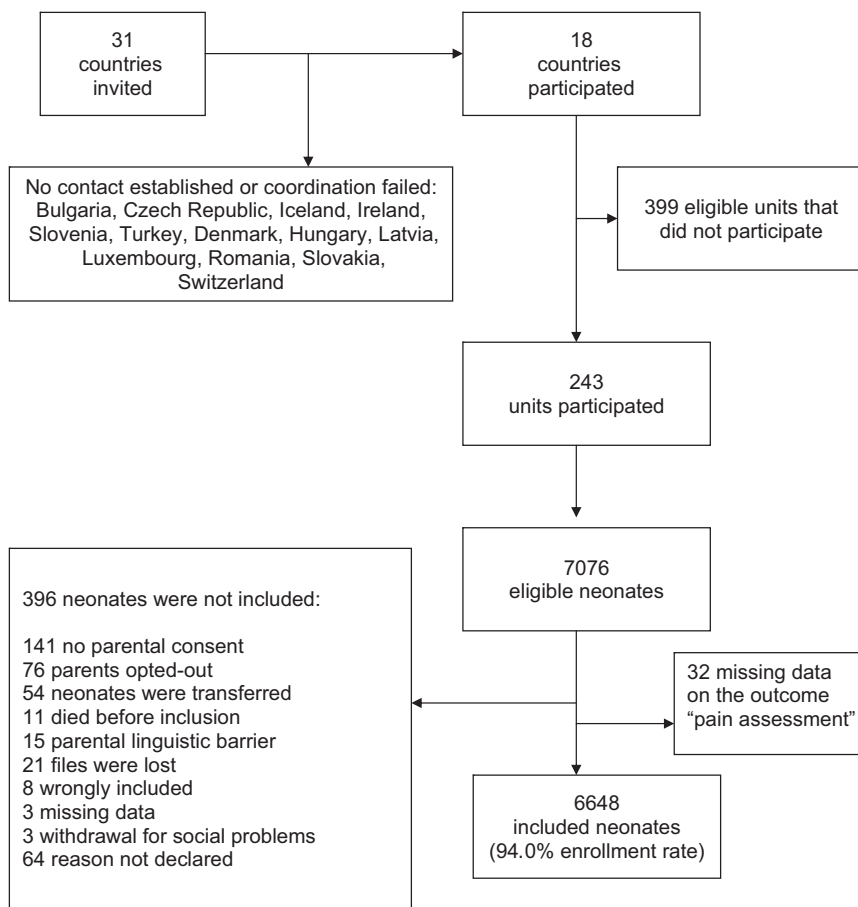 31
countries
invited
18
countries
participated
No contact established or coordination failed:
Bulgaria, Czech Republic, Iceland, Ireland,
Slovenia, Turkey, Denmark, Hungary, Latvia,
Luxembourg, Romania, Slovakia,
Switzerland
399 eligible units that
did not participate
243
units participated
7076
eligible neonates
396 neonates were not included:
141 no parental consent
76 parents opted-out
54 neonates were transferred
11 died before inclusion
15 parental linguistic barrier
21 files were lost
8 wrongly included
3 missing data
3 withdrawal for social problems
64 reason not declared
32 missing data
on the outcome
“pain assessment”
6648
included neonates
(94.0% enrollment rate)